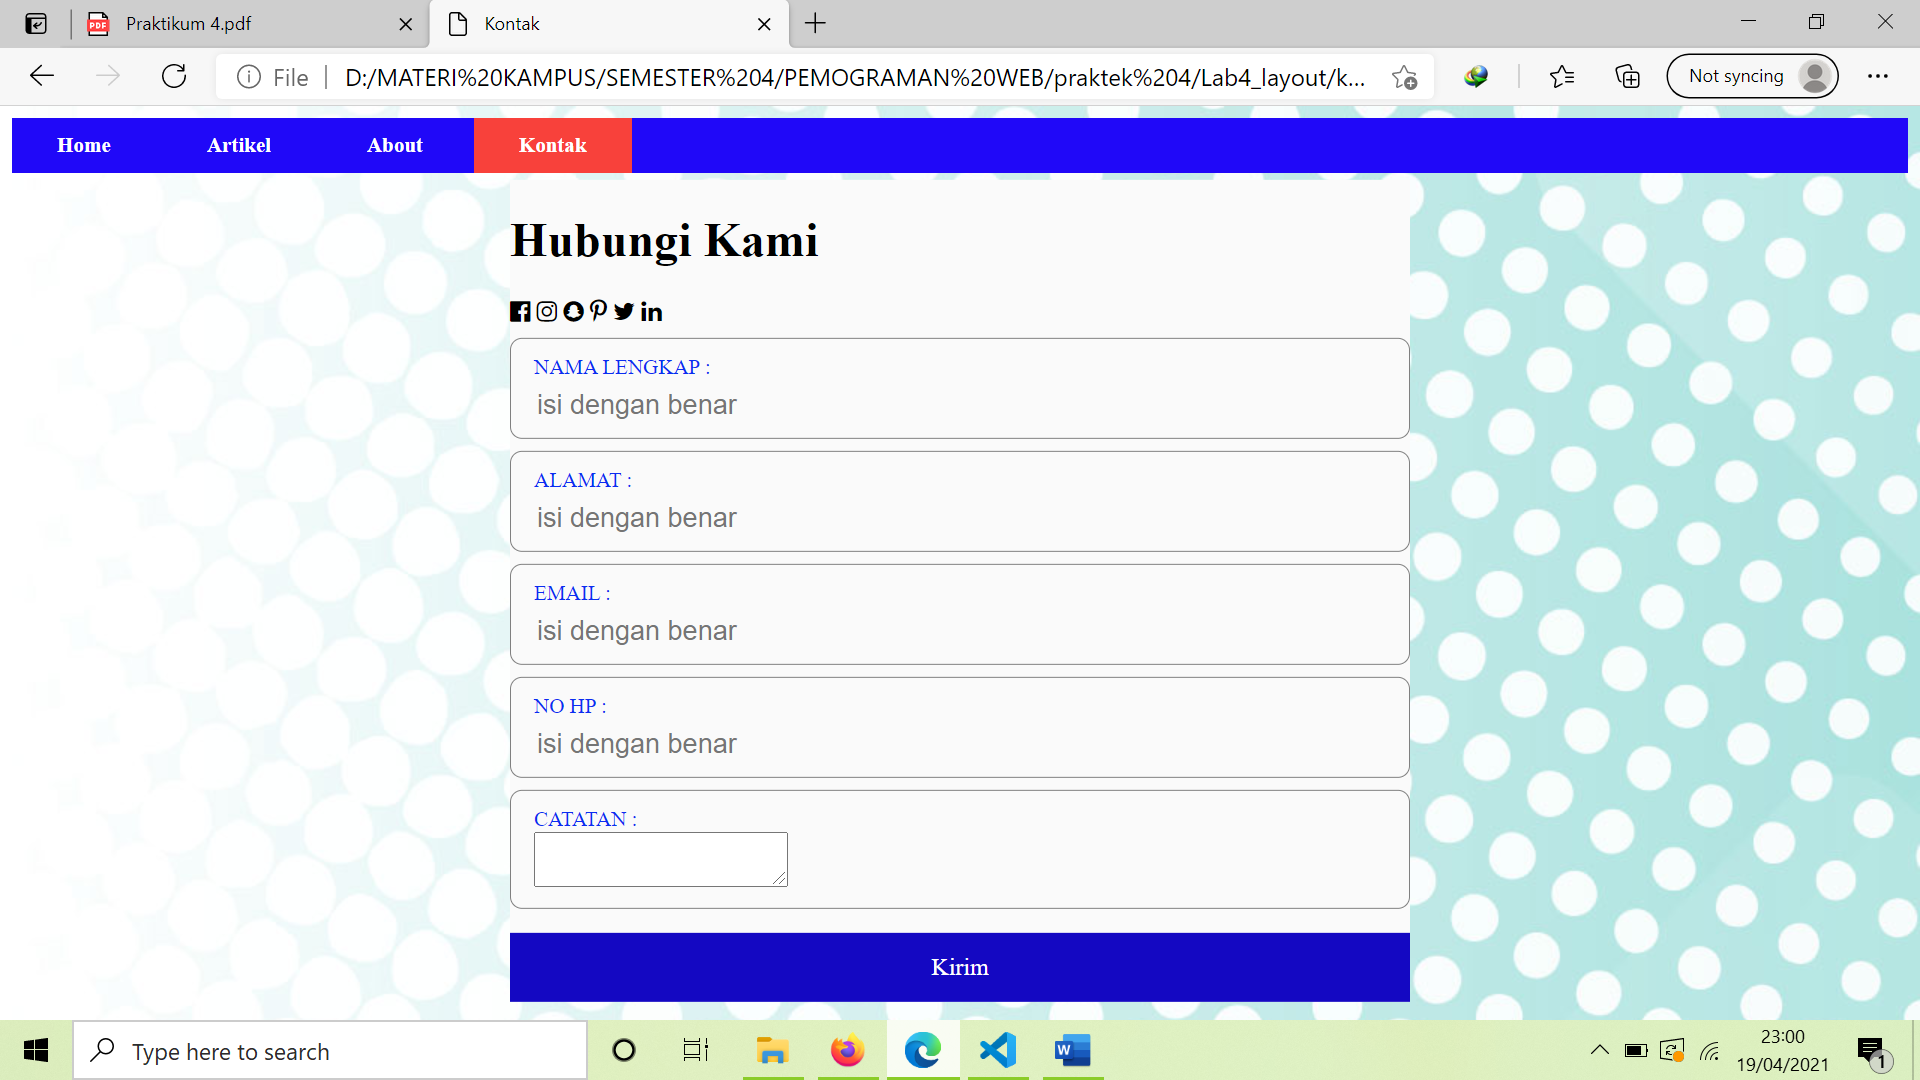 Praktikum 4.pdf
Kontak
File
D:/MATERI%20KAMPUS/SEMESTER%204/PEMOGRAMAN%20WEB/praktek%204/Lab4_layout/k...
Not syncing
Home Artikel About Kontak
Hubungi Kami
NAMA LENGKAP :
isi dengan benar
ALAMAT :
isi dengan benar
EMAIL :
isi dengan benar
NO HP :
isi dengan benar
CATATAN :
Kirim
Type here to search
23:00
19/04/2021
1